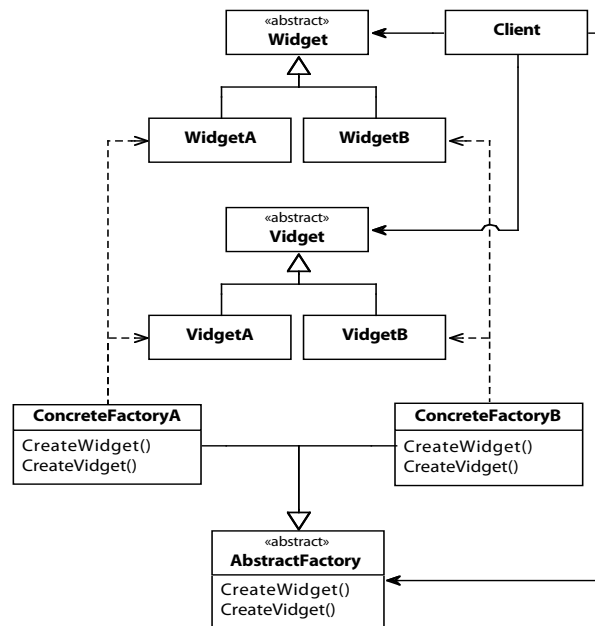 «abstract»
Widget
Client
WidgetA
WidgetB
«abstract»
Vidget
VidgetA
VidgetB
ConcreteFactoryA
CreateWidget()
CreateVidget()
ConcreteFactoryB
CreateWidget()
CreateVidget()
«abstract»
AbstractFactory
CreateWidget()
CreateVidget()